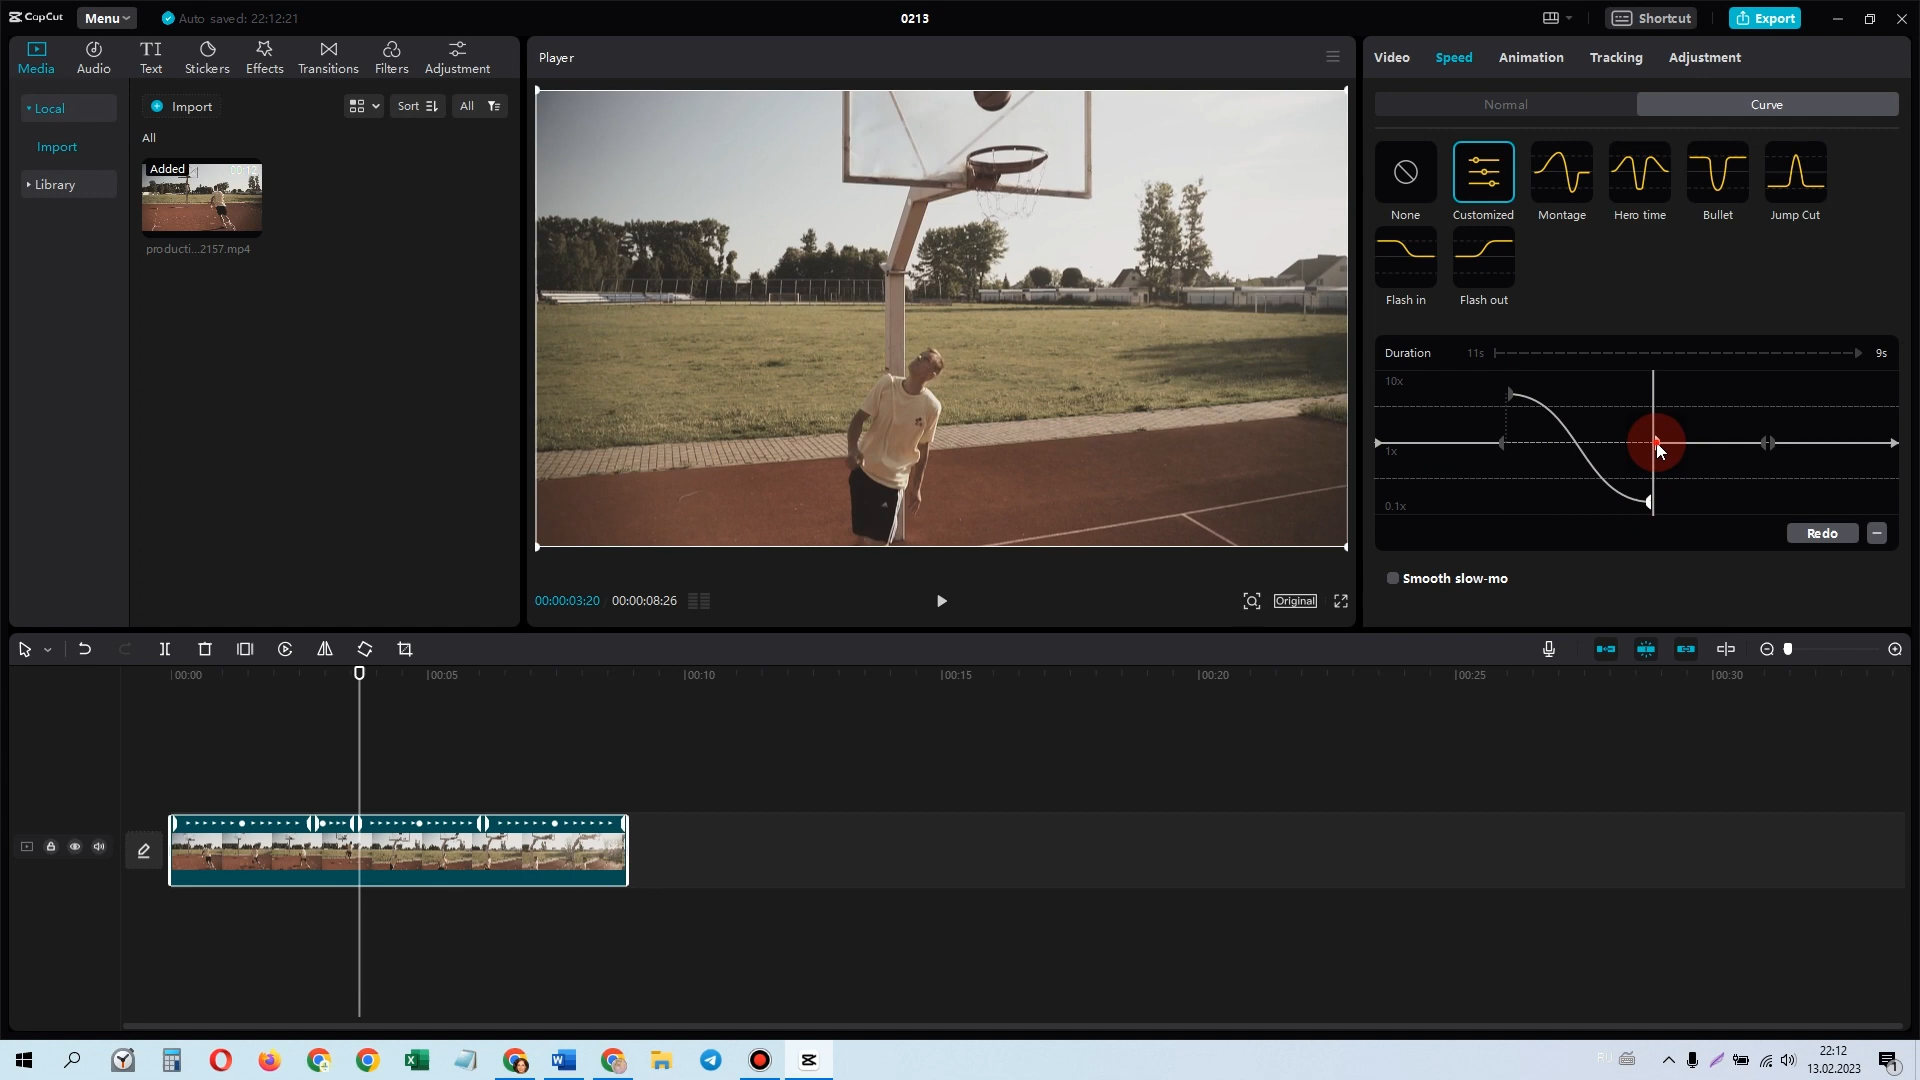 CapCut Menu Auto saved: 22:12:21 0213 Shortcut Export
Media Audio Text Stickers Effects Transitions Filters Adjustment
Local
Import
Library
Import Sort All
All
Added 00:12
producti...2157.mp4
Player
00:00:03:20 00:00:08:26 Original
Video Speed Animation Tracking Adjustment
Normal Curve
None Customized Montage Hero time Bullet Jump Cut
Flash in Flash out
Duration 11s 9s
10x
1x
0.1x
Redo
Smooth slow-mo
00:00 00:05 00:10 00:15 00:20 00:25 00:30
22:12
13.02.2023
1